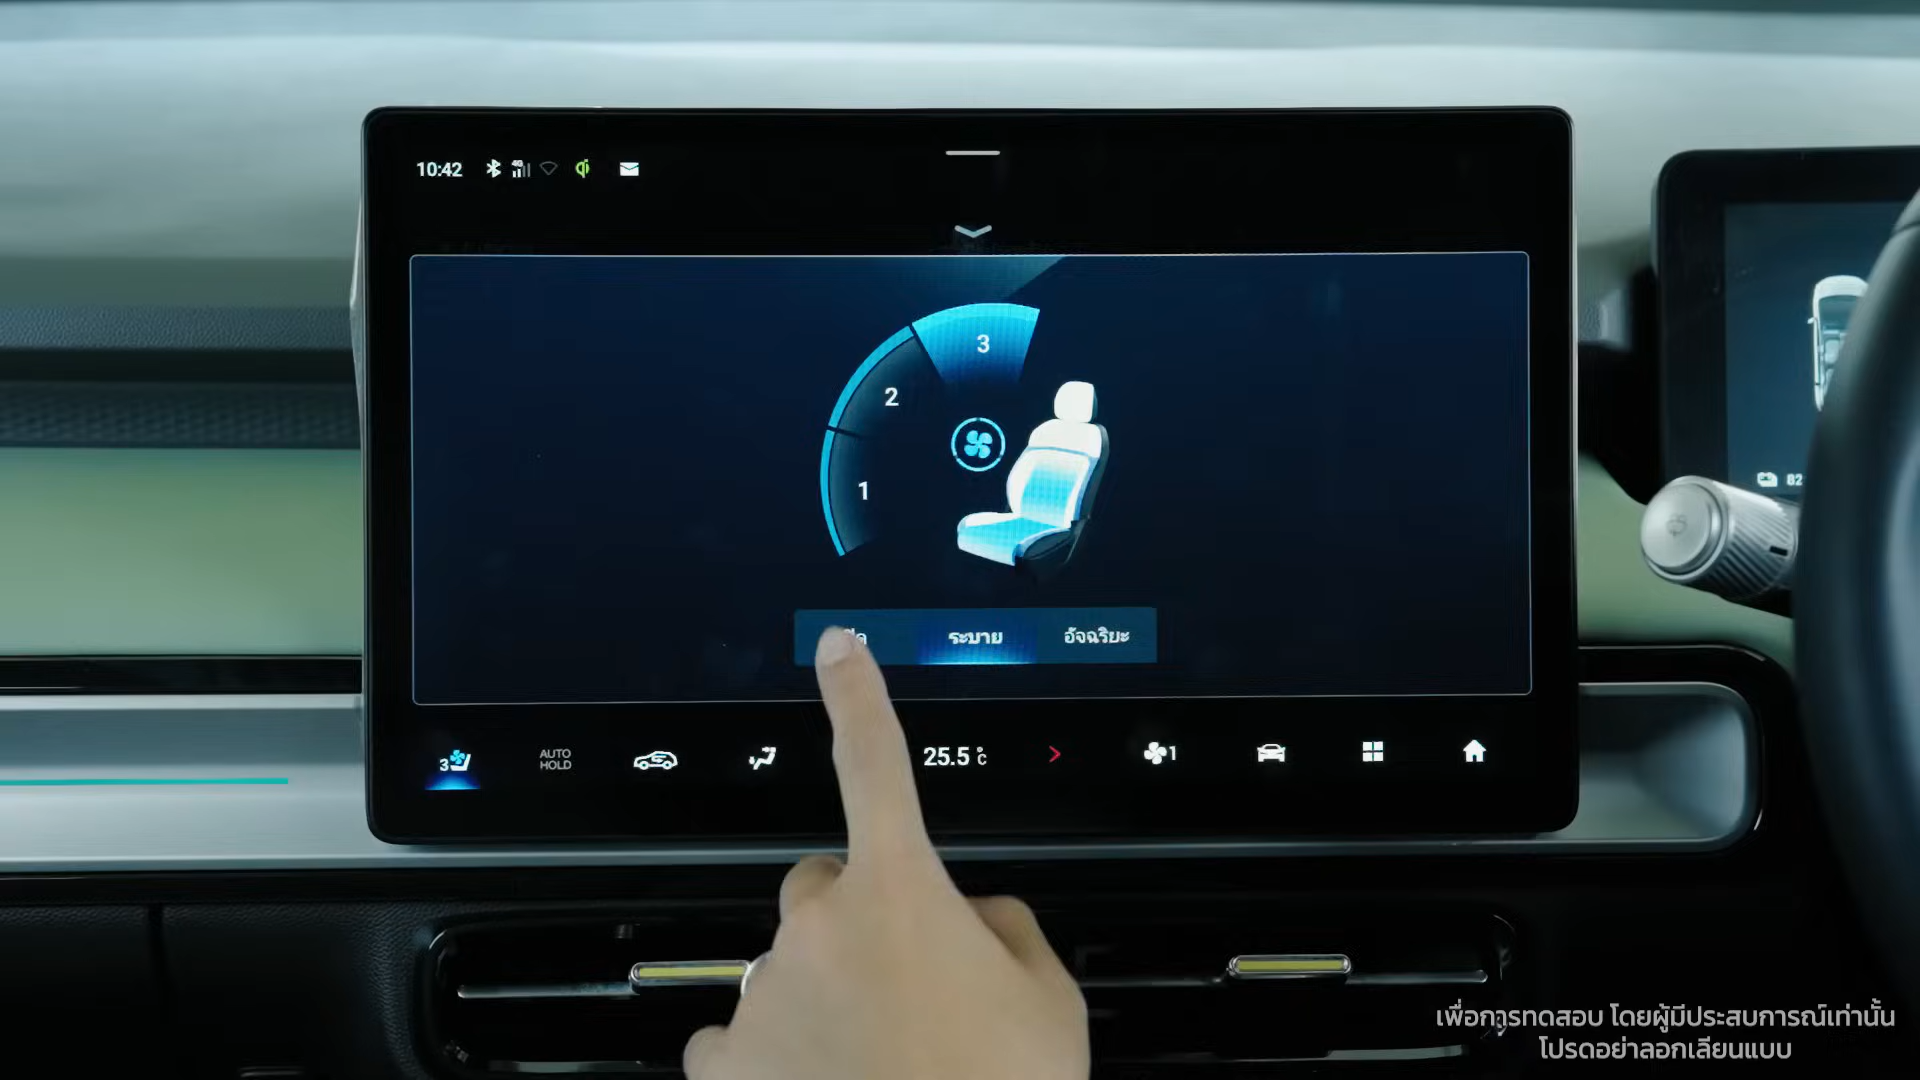 10:42 4G
3
2
1
ระบาย อัจฉริยะ
3 AUTO HOLD 25.5 °C 1
82
เพื่อการทดสอบ โดยผู้มีประสบการณ์เท่านั้น
โปรดอย่าลอกเลียนแบบ